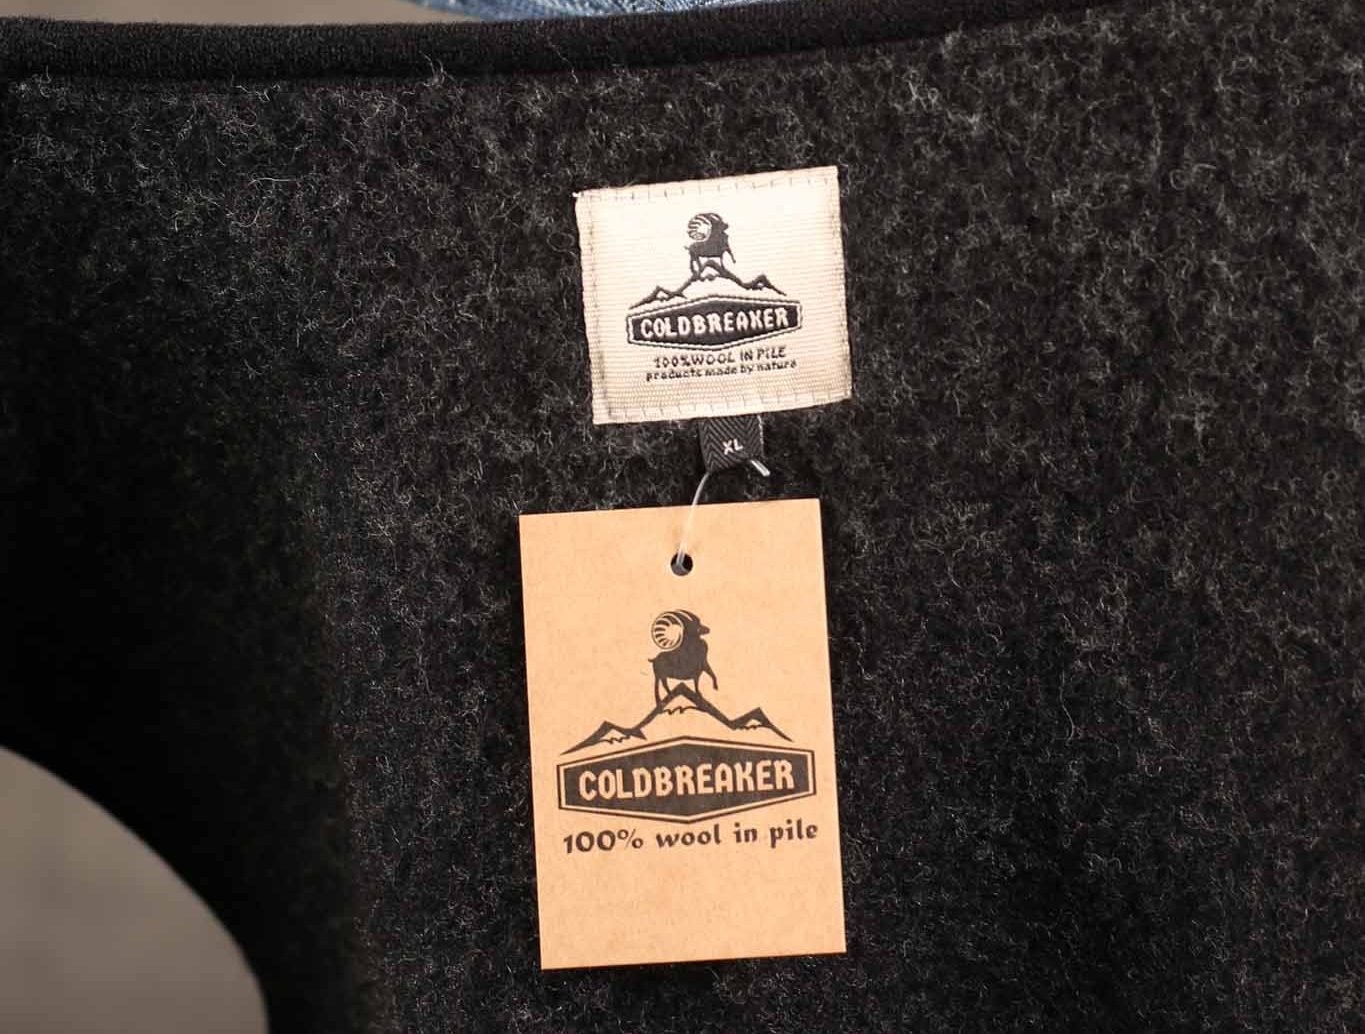 COLDBREAKER
100%WOOL IN PILE
products made by nature
XL
COLDBREAKER
100% wool in pile